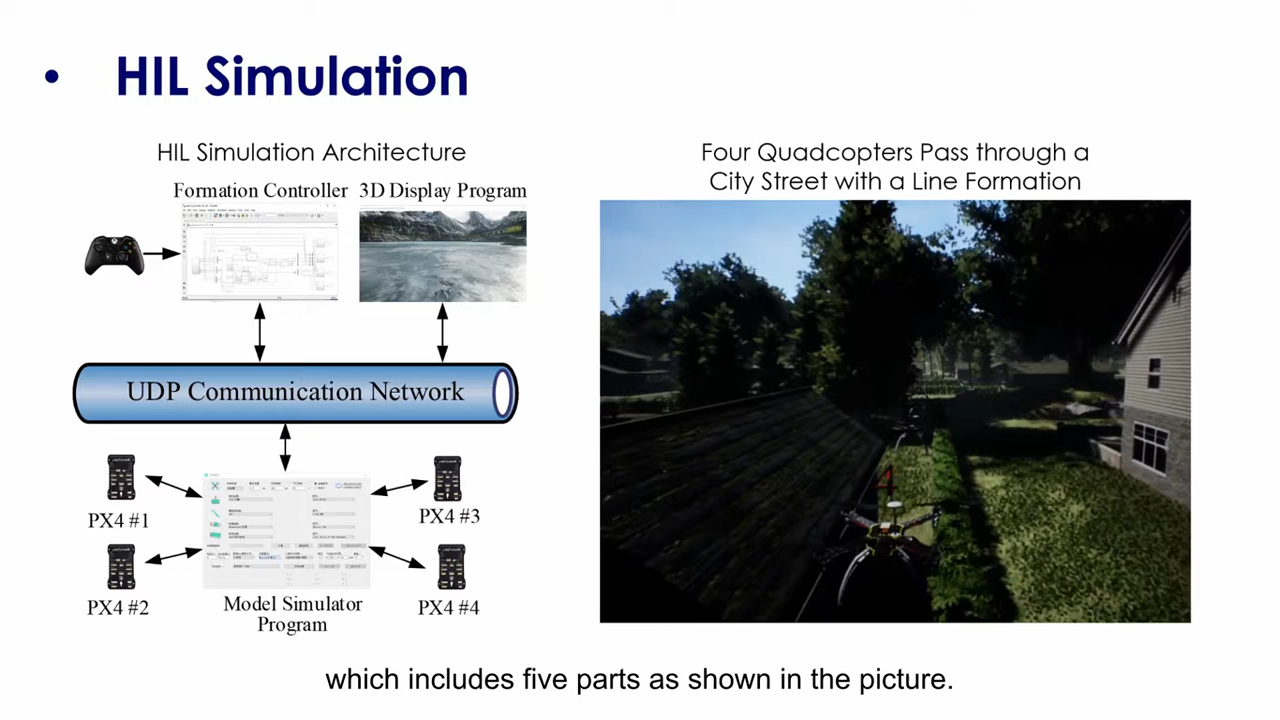 • HIL Simulation
HIL Simulation Architecture
Formation Controller
3D Display Program
UDP Communication Network
PX4 #1
PX4 #2
PX4 #3
PX4 #4
Model Simulator
Program
Four Quadcopters Pass through a
City Street with a Line Formation
which includes five parts as shown in the picture.